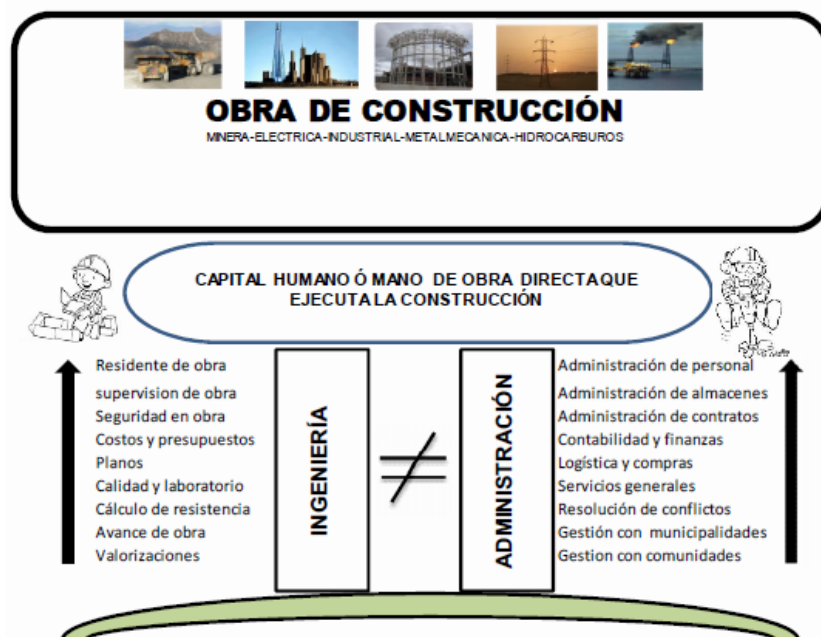 OBRA DE CONSTRUCCIÓN
MINERA-ELECTRICA-INDUSTRIAL-METALMECANICA-HIDROCARBUROS
CAPITAL HUMANO Ó MANO DE OBRA DIRECTA QUE
EJECUTA LA CONSTRUCCIÓN
Residente de obra
supervision de obra
Seguridad en obra
Costos y presupuestos
Planos
Calidad y laboratorio
Cálculo de resistencia
Avance de obra
Valorizaciones
INGENIERÍA
≠
ADMINISTRACIÓN
Administración de personal
Administración de almacenes
Administración de contratos
Contabilidad y finanzas
Logística y compras
Servicios generales
Resolución de conflictos
Gestión con municipalidades
Gestion con comunidades